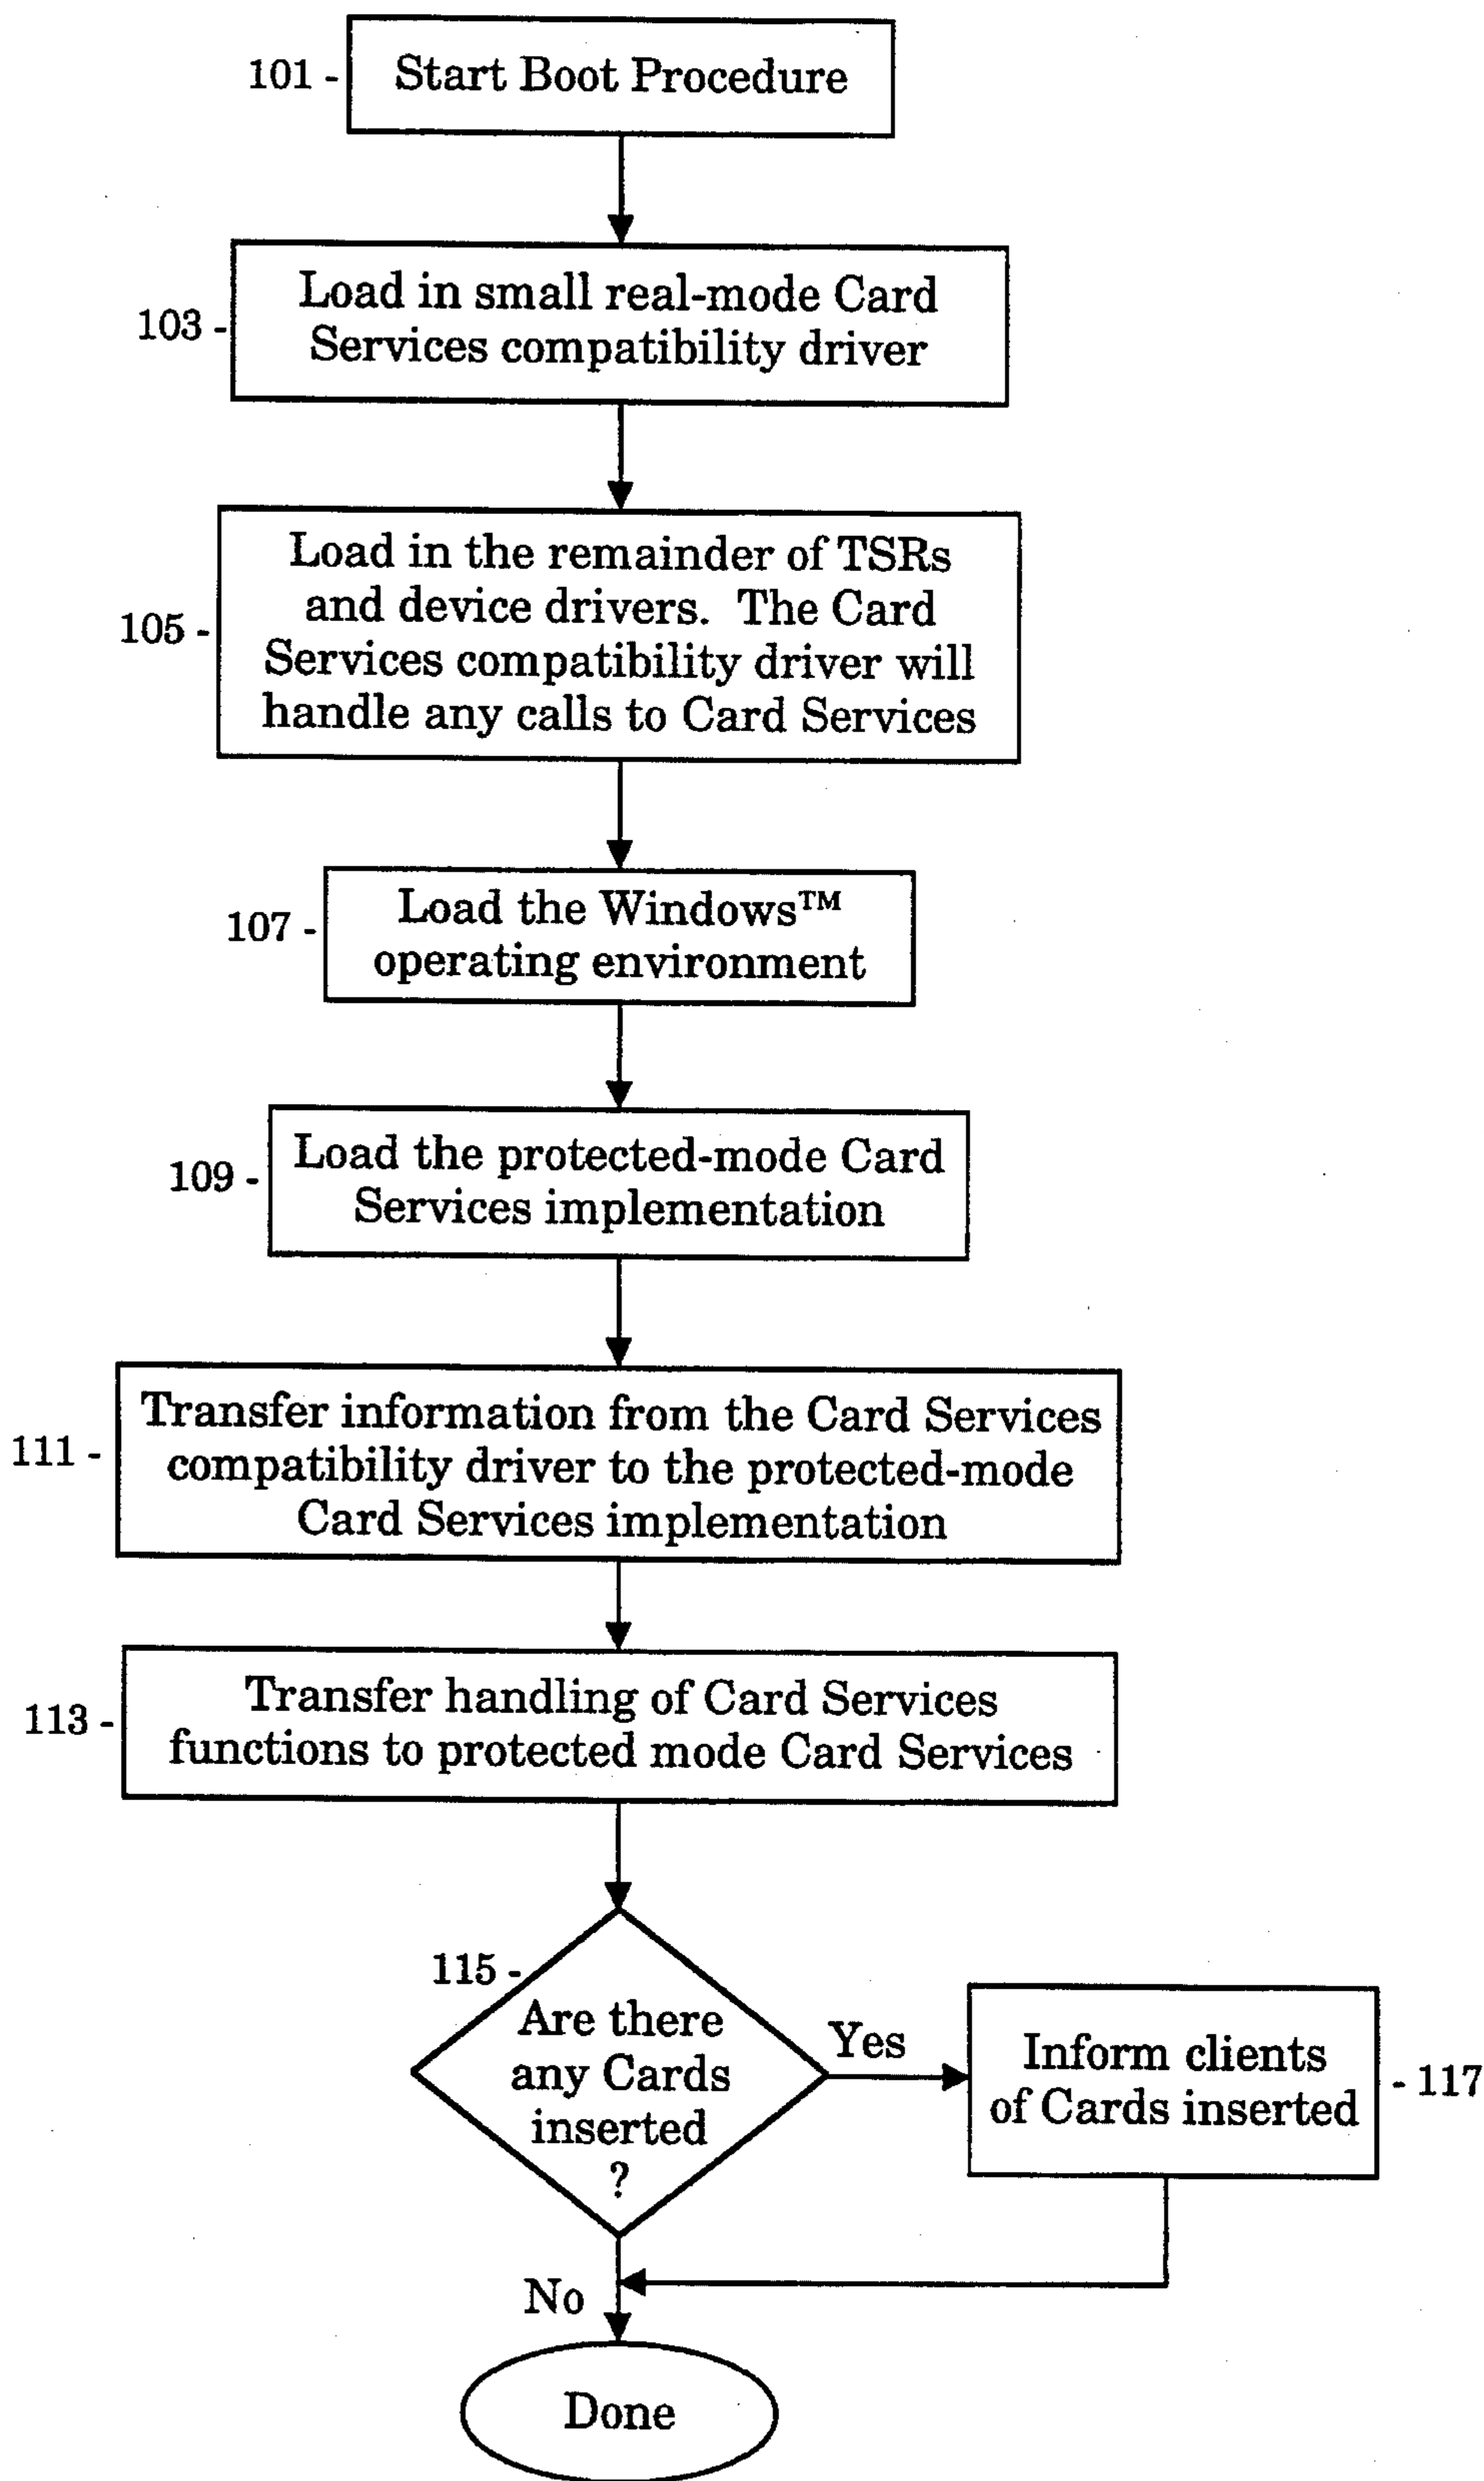 101 - Start Boot Procedure
103 - Load in small real-mode Card
Services compatibility driver
105 - Load in the remainder of TSRs
and device drivers. The Card
Services compatibility driver will
handle any calls to Card Services
107 - Load the Windows™
operating environment
109 - Load the protected-mode Card
Services implementation
111 - Transfer information from the Card Services
compatibility driver to the protected-mode
Card Services implementation
113 - Transfer handling of Card Services
functions to protected mode Card Services
115 -
Are there
any Cards
inserted
?
Yes
Inform clients
of Cards inserted
- 117
No
Done